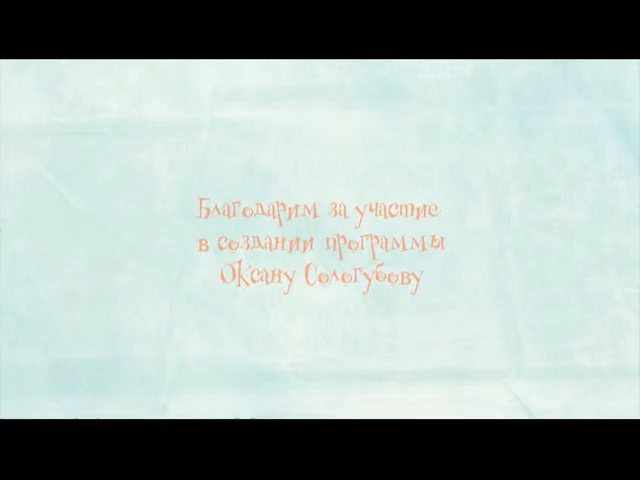 Благодарим за участие
в создании программы
Оксану Сологубову